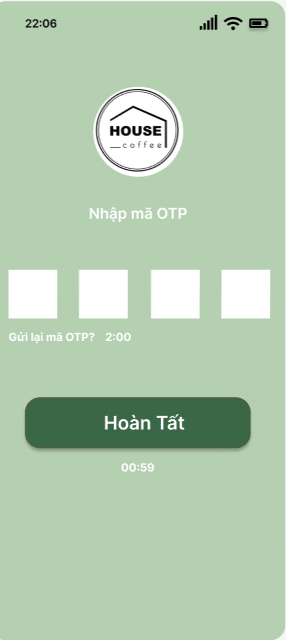 22:06
HOUSE
coffee
Nhập mã OTP
Gửi lại mã OTP? 2:00
Hoàn Tất
00:59